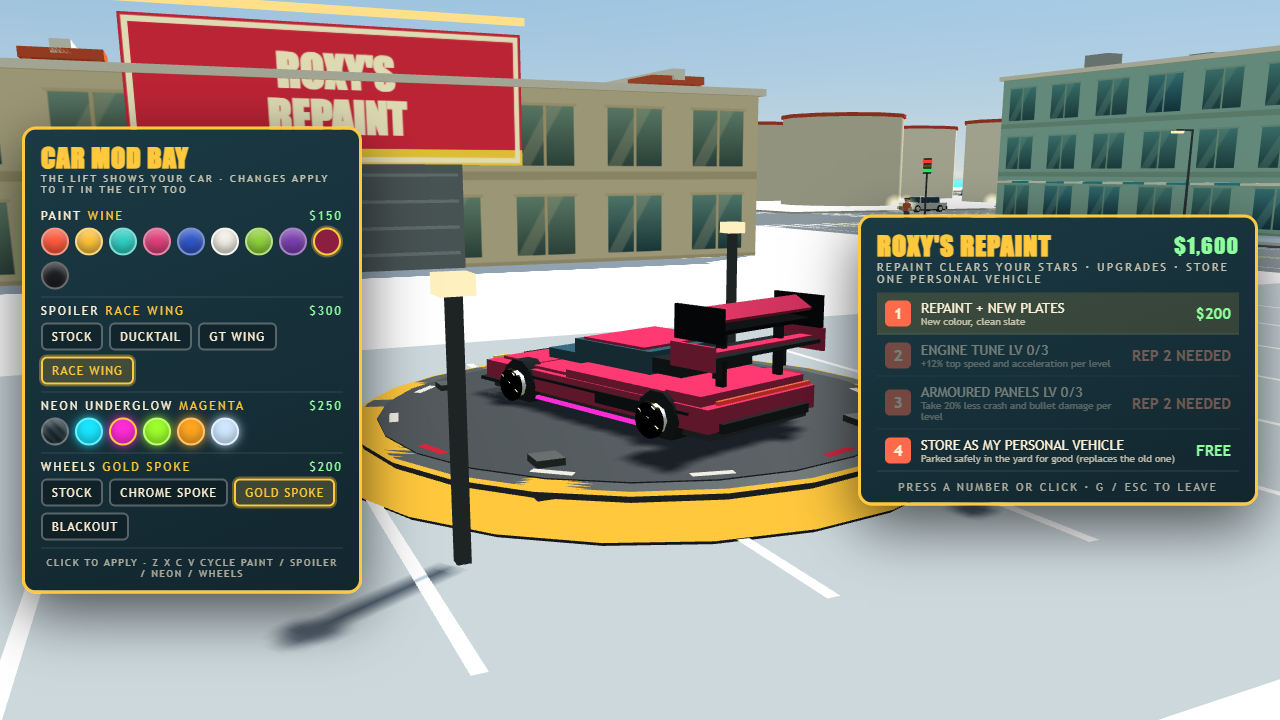 ROXY'S
REPAINT
CAR MOD BAY
THE LIFT SHOWS YOUR CAR - CHANGES APPLY
TO IT IN THE CITY TOO
PAINT WINE $150
SPOILER RACE WING $300
STOCK DUCKTAIL GT WING
RACE WING
NEON UNDERGLOW MAGENTA $250
WHEELS GOLD SPOKE $200
STOCK CHROME SPOKE GOLD SPOKE
BLACKOUT
CLICK TO APPLY - Z X C V CYCLE PAINT / SPOILER
/ NEON / WHEELS
ROXY'S REPAINT $1,600
REPAINT CLEARS YOUR STARS · UPGRADES · STORE
ONE PERSONAL VEHICLE
1 REPAINT + NEW PLATES $200
New colour, clean slate
2 ENGINE TUNE LV 0/3 REP 2 NEEDED
+12% top speed and acceleration per level
3 ARMOURED PANELS LV 0/3 REP 2 NEEDED
Take 20% less crash and bullet damage per
level
4 STORE AS MY PERSONAL VEHICLE FREE
Parked safely in the yard for good (replaces the old one)
PRESS A NUMBER OR CLICK · G / ESC TO LEAVE